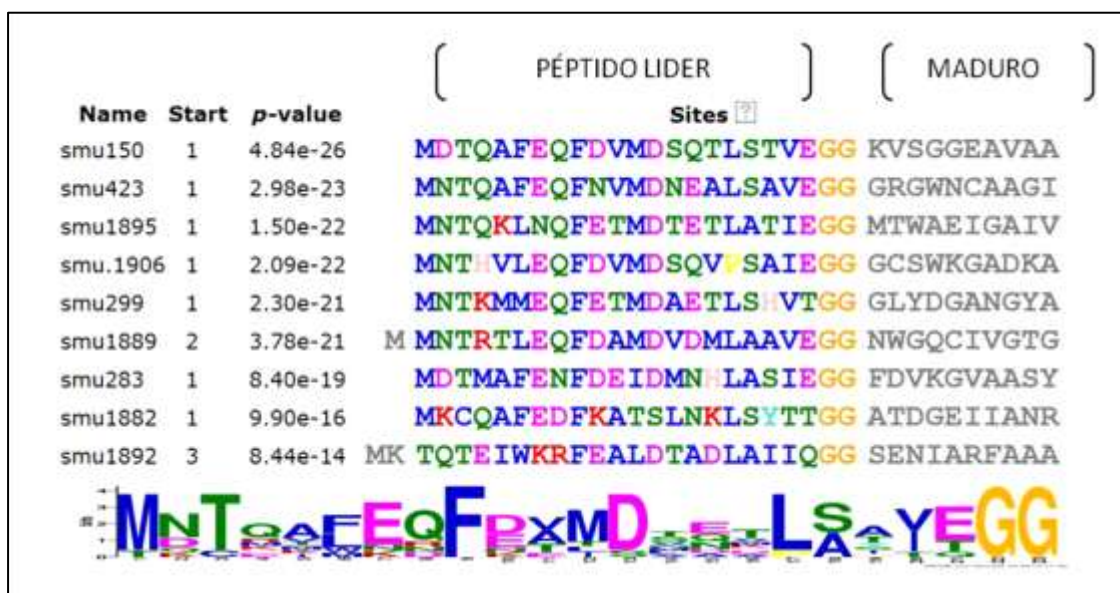 PÉPTIDO LIDER MADURO
Name Start p-value Sites ?
smu150 1 4.84e-26 MDTQAFEQFDVMDSQTLSTVEGG KVSGGEAVAA
smu423 1 2.98e-23 MNTQAFEQFNVMDNEALSAVEGG GRGWNCAAGI
smu1895 1 1.50e-22 MNTQKLNQFETMDTETLATIEGG MTWAEIGAIV
smu.1906 1 2.09e-22 MNTHVLEQFDVMDSQVPSAIEGG GCSWKGADKA
smu299 1 2.30e-21 MNTKMMEQFETMDAETLSHVTGG GLYDGANGYA
smu1889 2 3.78e-21 M MNTRTLEQFDAMDVDMLAAVEGG NWGQCIVGTG
smu283 1 8.40e-19 MDTMAFENFDEIDMNHLASIEGG FDVKGVAASY
smu1882 1 9.90e-16 MKCQAFEDFKATSLNKLSYTTGG ATDGEIIANR
smu1892 3 8.44e-14 MK TQTEIWKRFEALDTADLAIIQGG SENIARFAAA